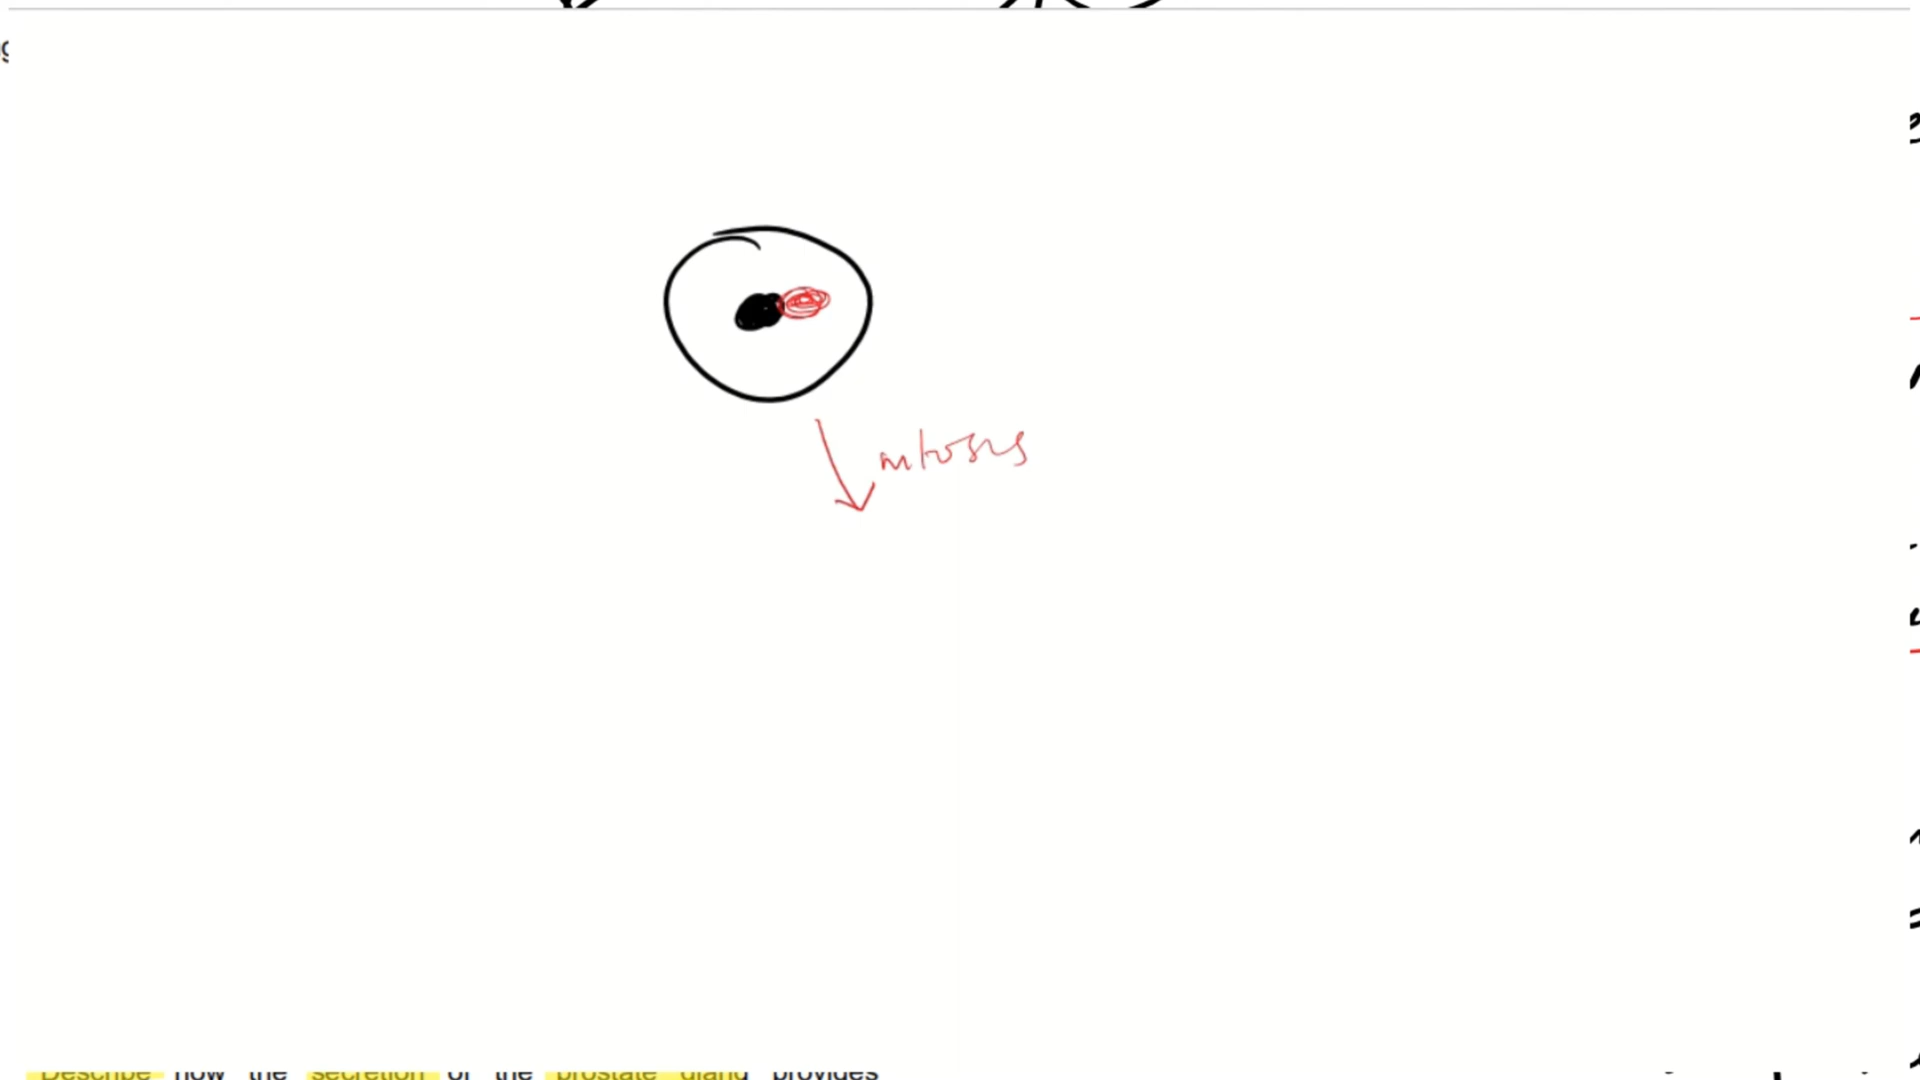 mitosis
Describe how the secretion of the prostate gland provides